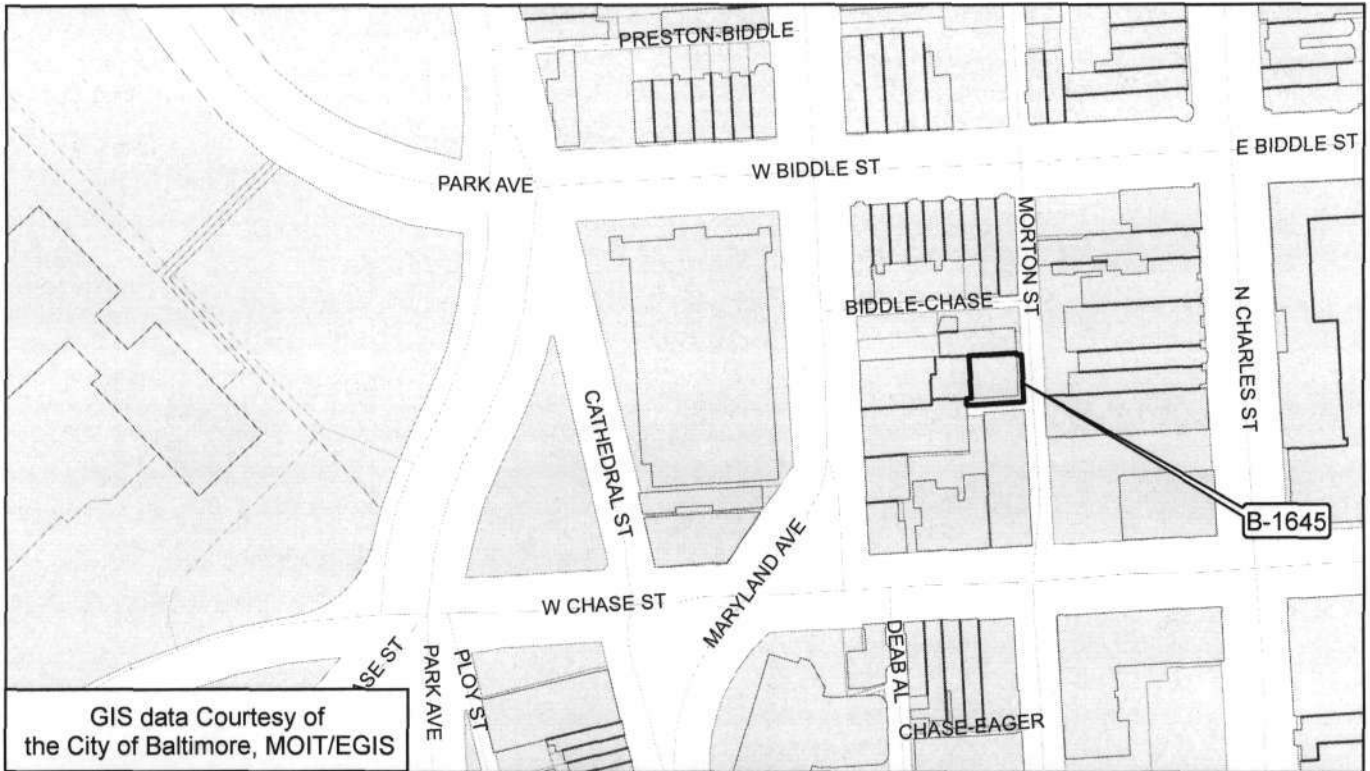 PRESTON-BIDDLE
E BIDDLE ST
W BIDDLE ST
PARK AVE
MORTON ST
BIDDLE-CHASE
N CHARLES ST
CATHEDRAL ST
B-1645
MARYLAND AVE
W CHASE ST
ASE ST
PARK AVE
PLOY ST
DEAB AL
CHASE-EAGER
GIS data Courtesy of
the City of Baltimore, MOIT/EGIS